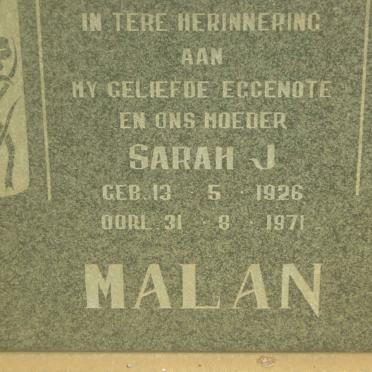 IN TERE HERINNERING
AAN
MY GELIEFDE EGGENOTE
EN ONS MOEDER
SARAH J
GEB. 13 · 5 · 1926
OORL 31 · 8 · 1971
MALAN